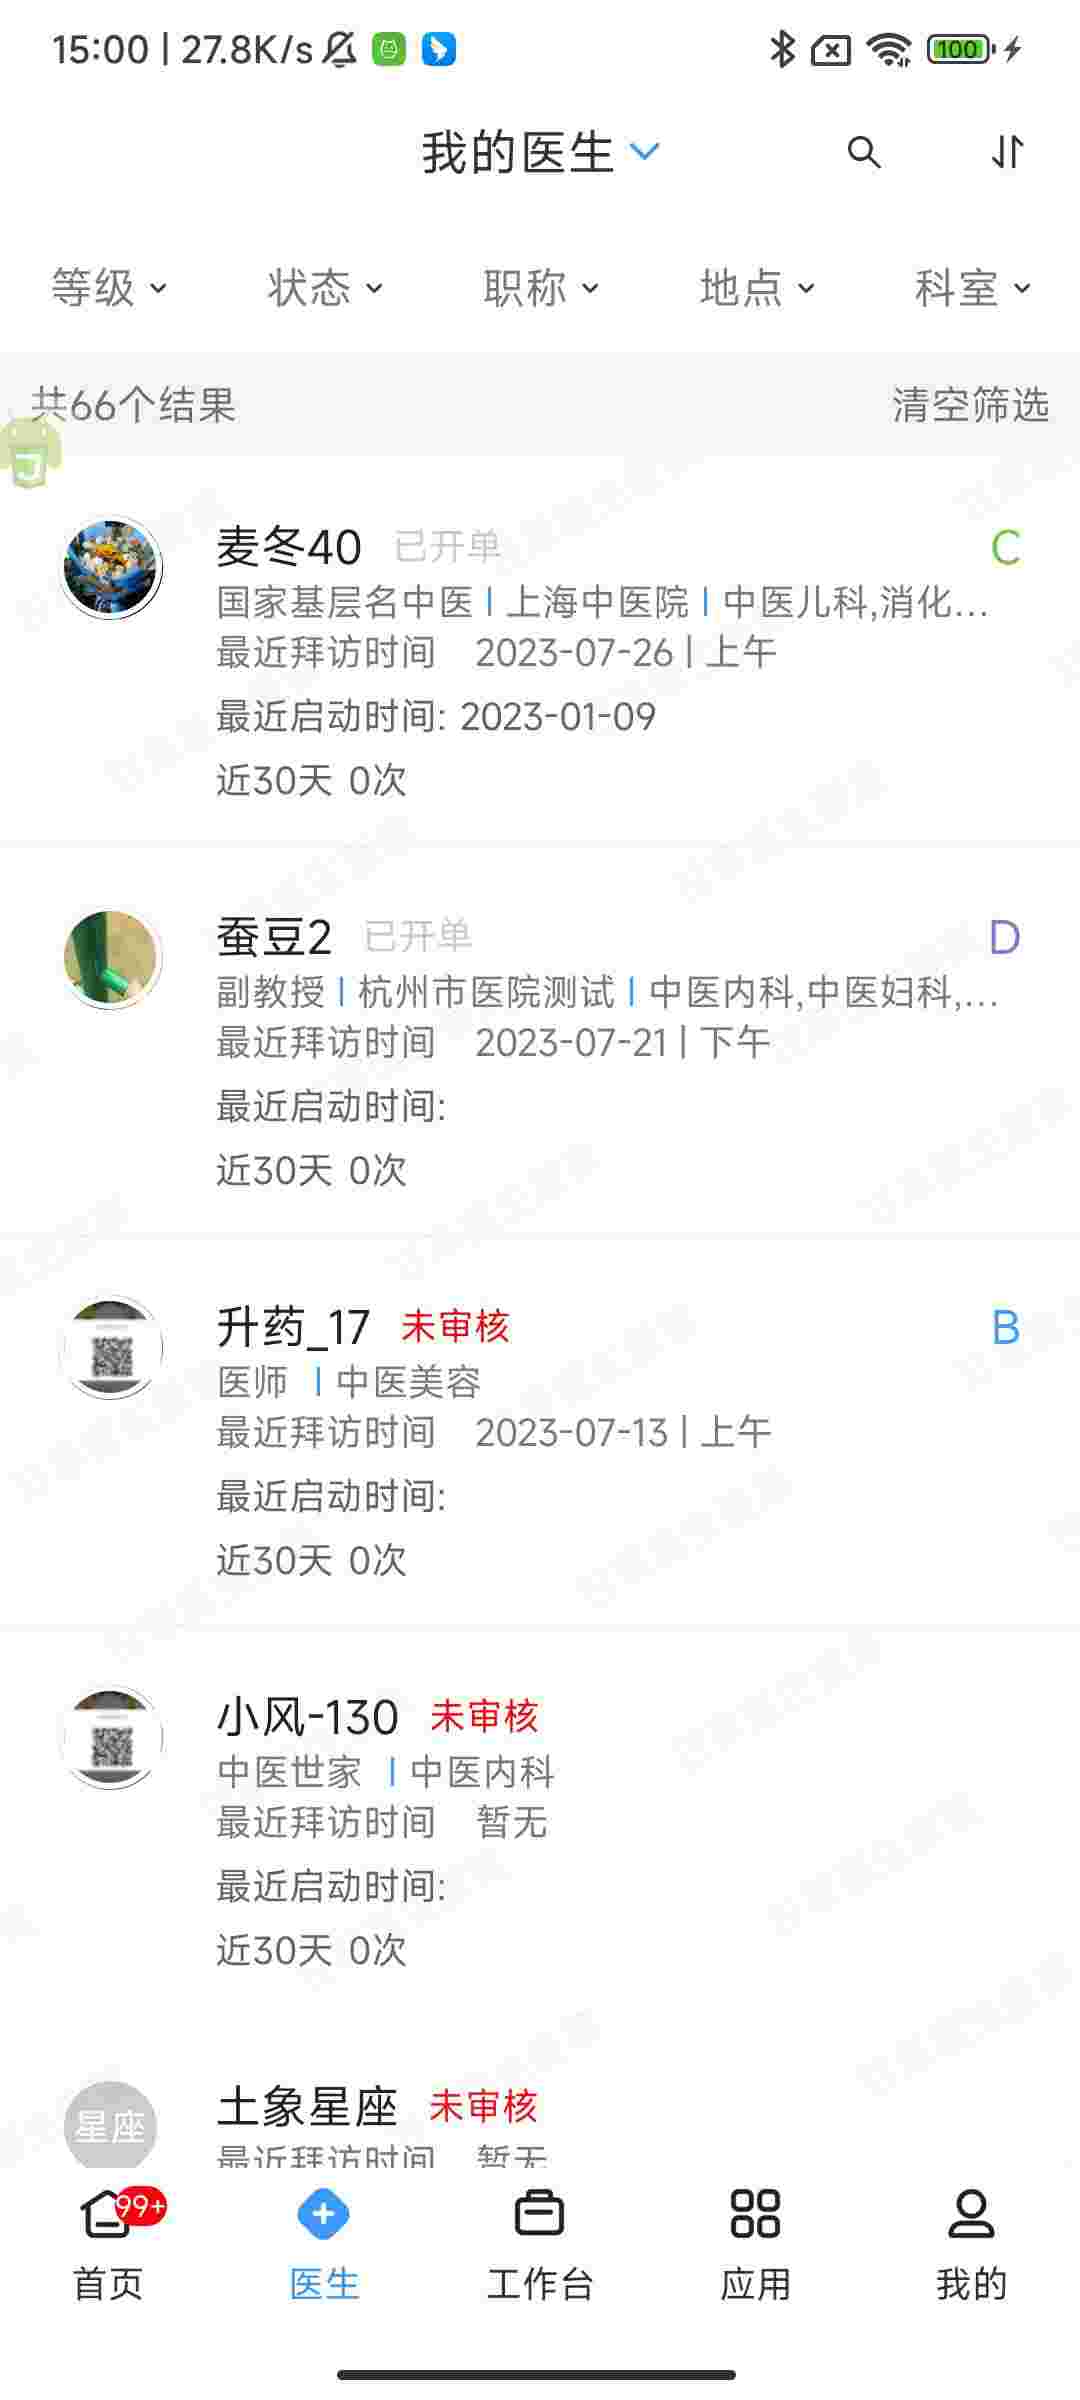 15:00 | 27.8K/s 100
我的医生
等级 状态 职称 地点 科室
共66个结果 清空筛选
麦冬40 已开单 C
国家基层名中医 | 上海中医院 | 中医儿科,消化...
最近拜访时间 2023-07-26 | 上午
最近启动时间: 2023-01-09
近30天 0次
蚕豆2 已开单 D
副教授 | 杭州市医院测试 | 中医内科,中医妇科,...
最近拜访时间 2023-07-21 | 下午
最近启动时间:
近30天 0次
升药_17 未审核 B
医师 | 中医美容
最近拜访时间 2023-07-13 | 上午
最近启动时间:
近30天 0次
小风-130 未审核
中医世家 | 中医内科
最近拜访时间 暂无
最近启动时间:
近30天 0次
星座 土象星座 未审核
最近拜访时间 暂无
99+
首页 医生 工作台 应用 我的